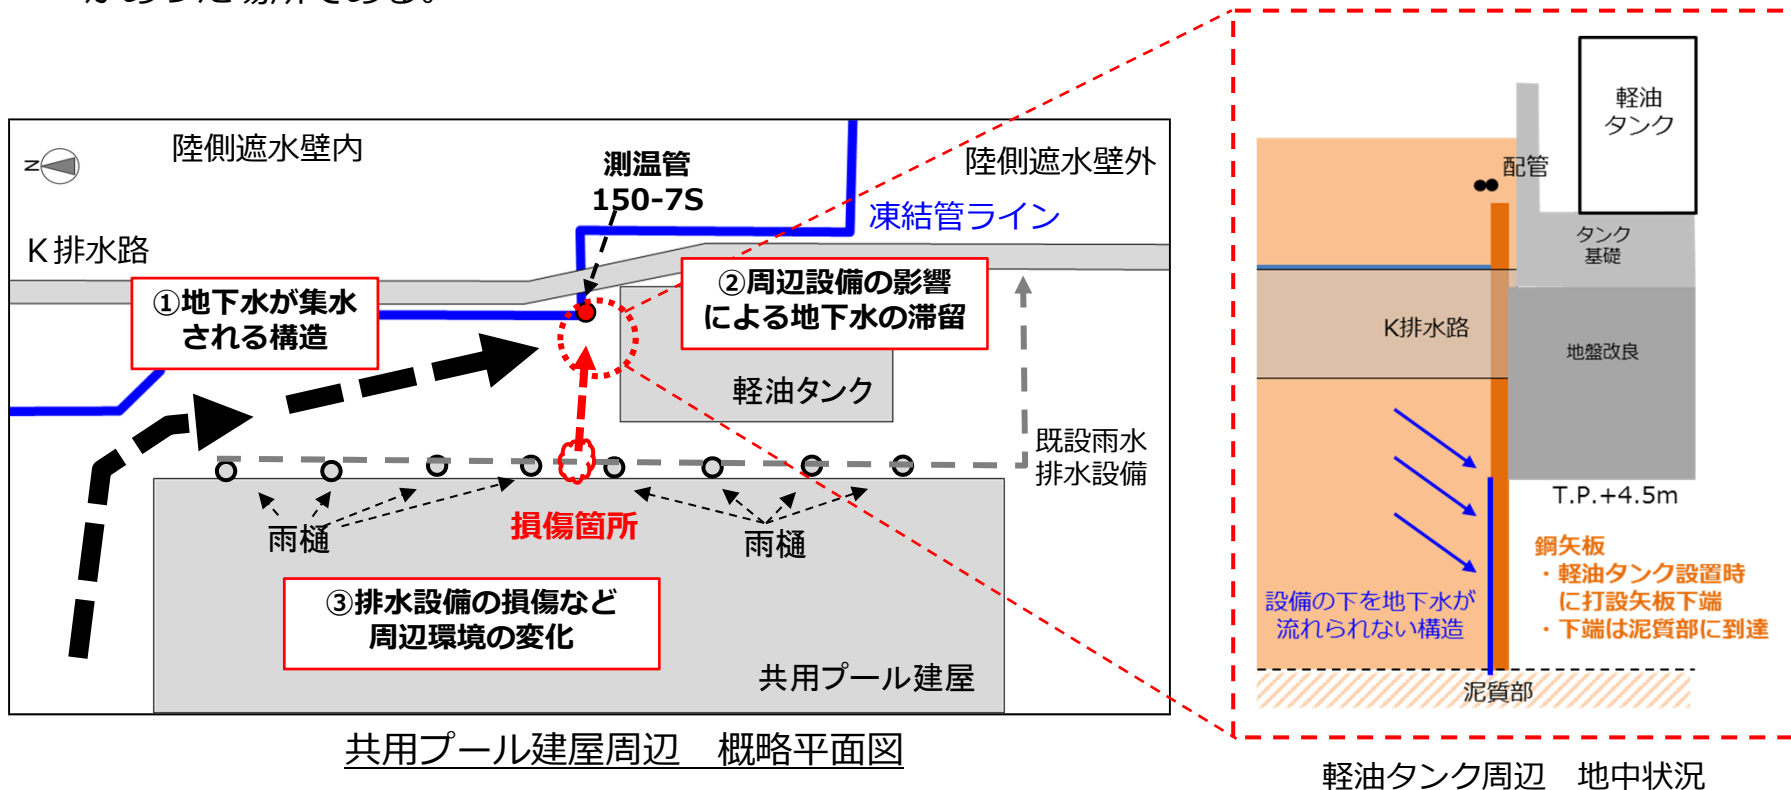 陸側遮水壁内
N
測温管
150-7S
陸側遮水壁外
凍結管ライン
K排水路
①地下水が集水
される構造
②周辺設備の影響
による地下水の滞留
軽油タンク
既設雨水
排水設備
雨樋
損傷箇所
雨樋
③排水設備の損傷など
周辺環境の変化
共用プール建屋
共用プール建屋周辺　概略平面図
軽油
タンク
配管
タンク
基礎
K排水路
地盤改良
T.P.+4.5m
鋼矢板
・軽油タンク設置時
に打設矢板下端
・下端は泥質部に到達
設備の下を地下水が
流れられない構造
泥質部
軽油タンク周辺　地中状況